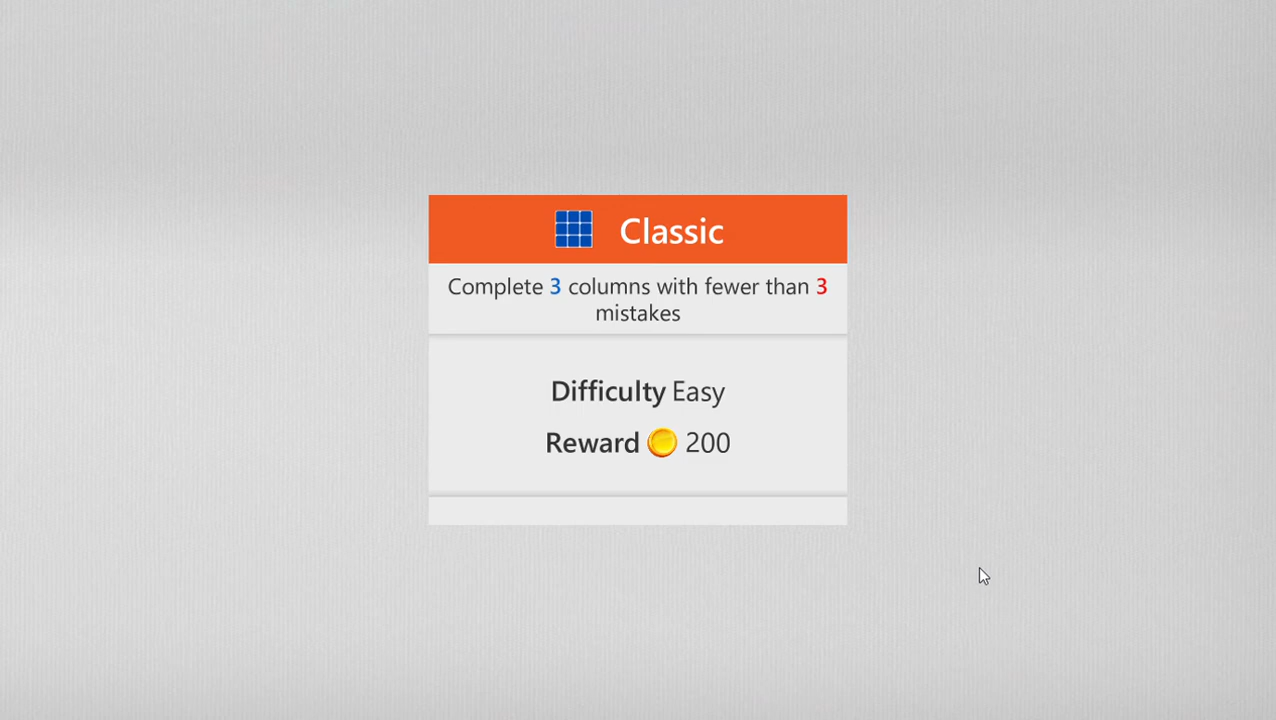 Classic
Complete 3 columns with fewer than 3
mistakes
Difficulty Easy
Reward 200